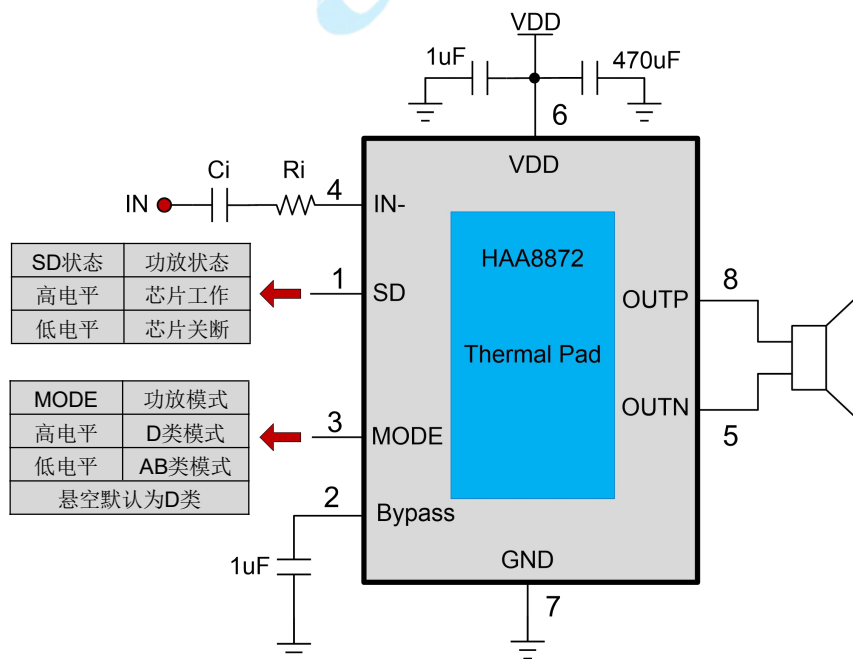 VDD
1uF
470uF
6
VDD
Ci
Ri
IN
4
IN-
HAA8872
Thermal Pad
SD状态 功放状态
高电平 芯片工作
低电平 芯片关断
1
SD
8
OUTP
MODE 功放模式
高电平 D类模式
低电平 AB类模式
悬空默认为D类
3
MODE
OUTN
5
2
Bypass
1uF
GND
7